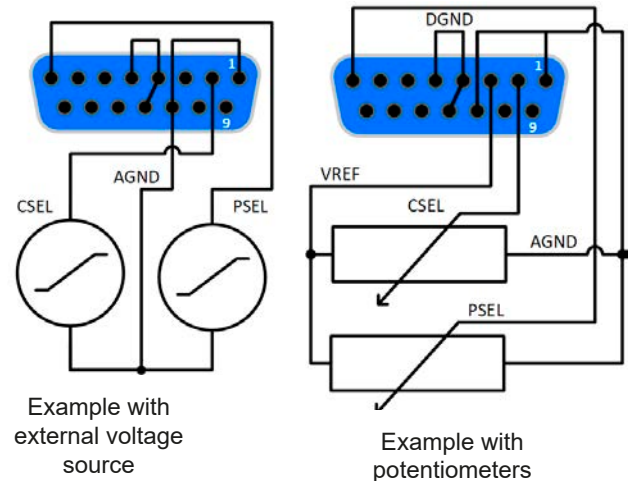 1
9
AGND
CSEL
PSEL
Example with
external voltage
source
DGND
1
9
VREF
CSEL
AGND
PSEL
Example with
potentiometers